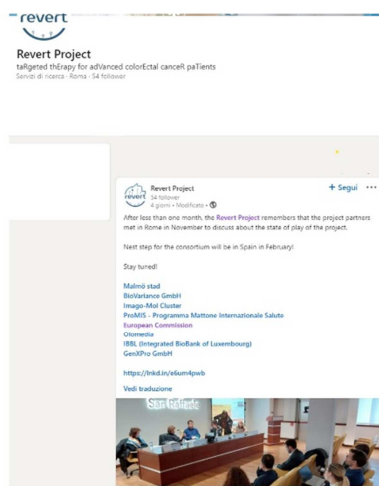 revert
Revert Project
taRgeted thErapy for adVanced colorEctal canceR paTients
Servizi di ricerca · Roma · 54 follower
revert
Revert Project
54 follower
4 giorni • Modificato •
+ Segui ...
After less than one month, the Revert Project remembers that the project partners
met in Rome in November to discuss about the state of play of the project.
Next step for the consortium will be in Spain in February!
Stay tuned!
Malmö stad
BioVariance GmbH
Imago-Mol Cluster
ProMIS - Programma Mattone Internazionale Salute
European Commission
Olomedia
IBBL (Integrated BioBank of Luxembourg)
GenXPro GmbH
https://lnkd.in/e6um4pwb
Vedi traduzione
San Raffaele